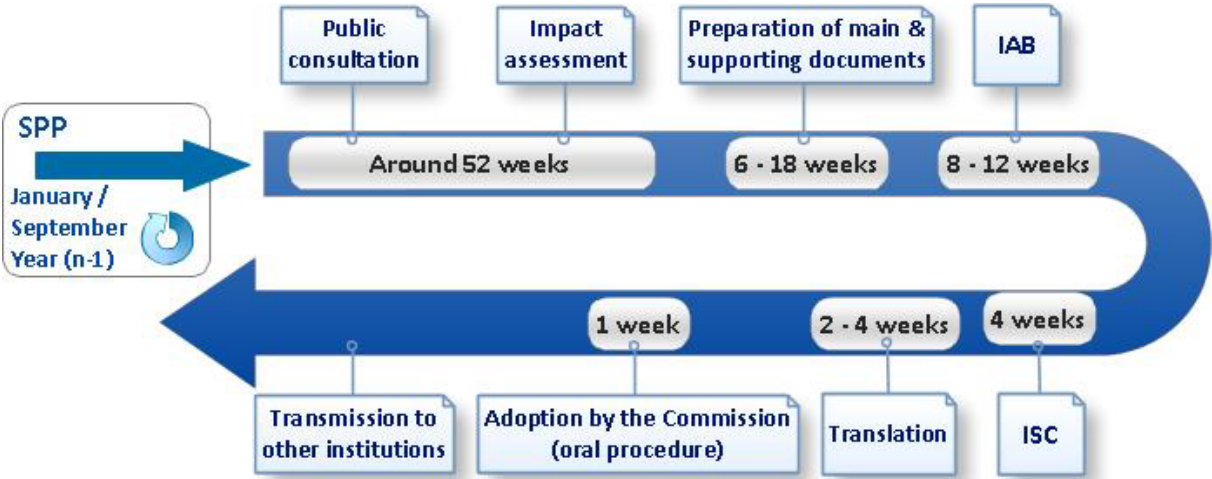 Public
consultation
Impact
assessment
Preparation of main &
supporting documents
IAB
SPP
January /
September
Year (n-1)
Around 52 weeks
6 - 18 weeks
8 - 12 weeks
1 week
2 - 4 weeks
4 weeks
Transmission to
other institutions
Adoption by the Commission
(oral procedure)
Translation
ISC